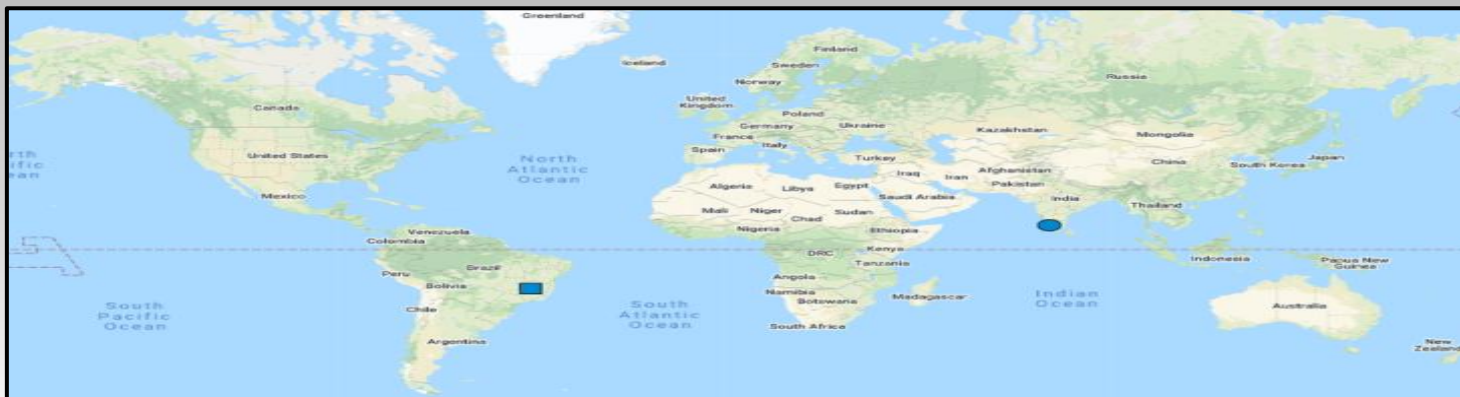 Greenland
Iceland
Finland
Sweden
Norway
Russia
United
Kingdom
Canada
Poland
Germany
Ukraine
Kazakhstan
Mongolia
France
Italy
Spain
Turkey
United States
North
Atlantic
Ocean
China
South Korea
Japan
Afghanistan
Iraq
Iran
Pakistan
Algeria
Libya
Egypt
Saudi Arabia
India
Mexico
Mali
Niger
Chad
Sudan
Thailand
Venezuela
Colombia
Nigeria
Ethiopia
Kenya
DRC
Tanzania
Indonesia
Papua New
Guinea
Peru
Brazil
Bolivia
Angola
Namibia
Botswana
Madagascar
Indian
Ocean
South
Pacific
Ocean
Chile
South
Atlantic
Ocean
South Africa
Australia
Argentina
New
Zealand